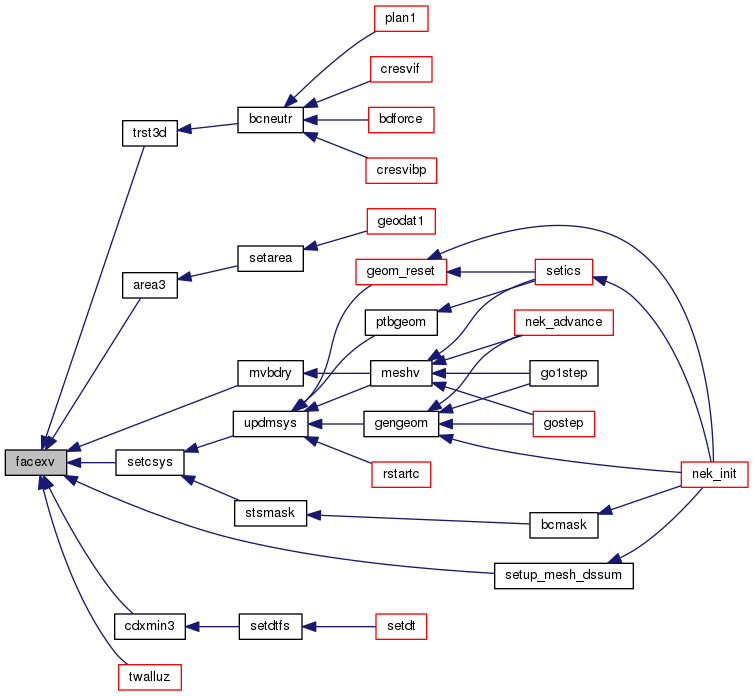 plan1
cresvif
bcneutr
bdforce
trst3d
cresvibp
geodat1
setarea
geom_reset
setics
area3
ptbgeom
nek_advance
mvbdry
meshv
go1step
updmsys
gengeom
gostep
facexv
setcsys
rstartc
nek_init
stsmask
bcmask
setup_mesh_dssum
cdxmin3
setdtfs
setdt
twalluz